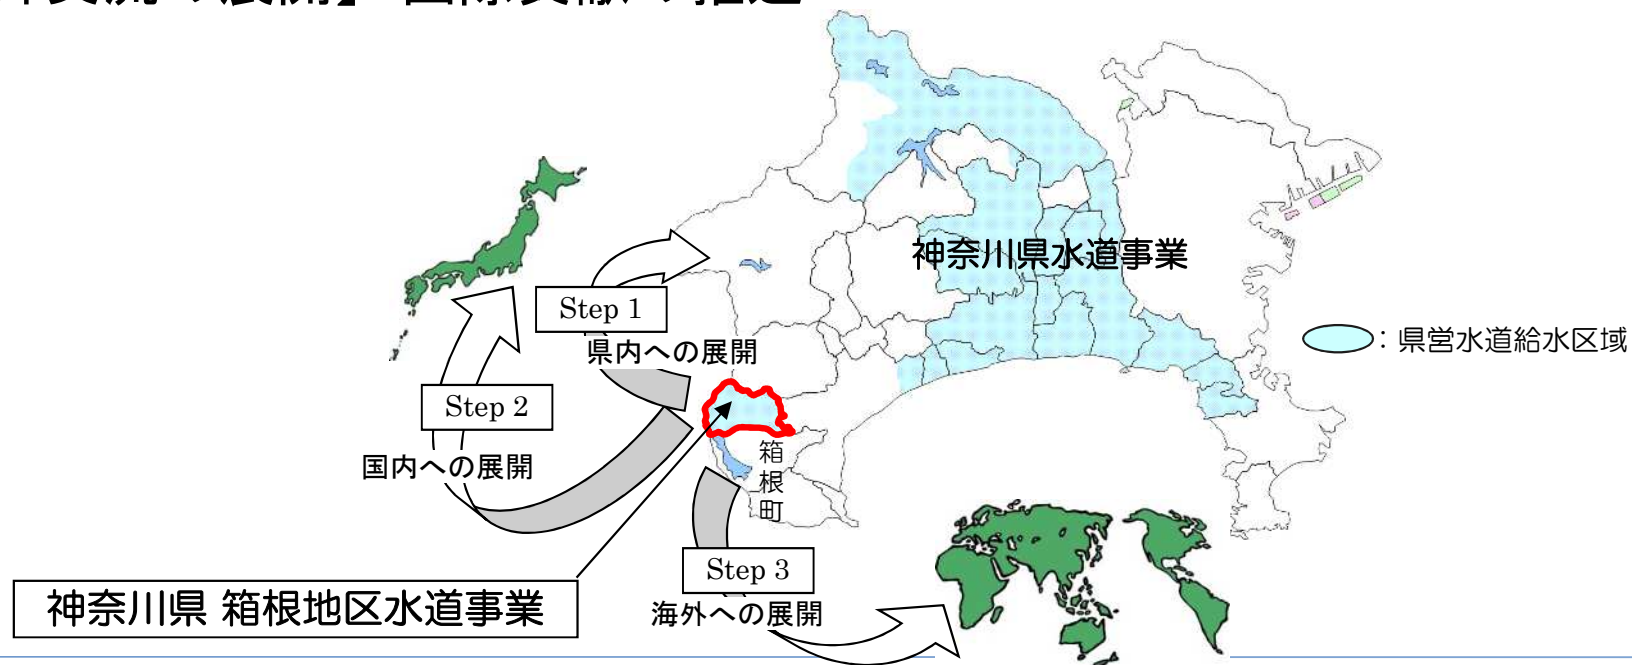 神奈川県水道事業
Step 1
県内への展開
：県営水道給水区域
Step 2
国内への展開
箱根町
Step 3
海外への展開
神奈川県 箱根地区水道事業